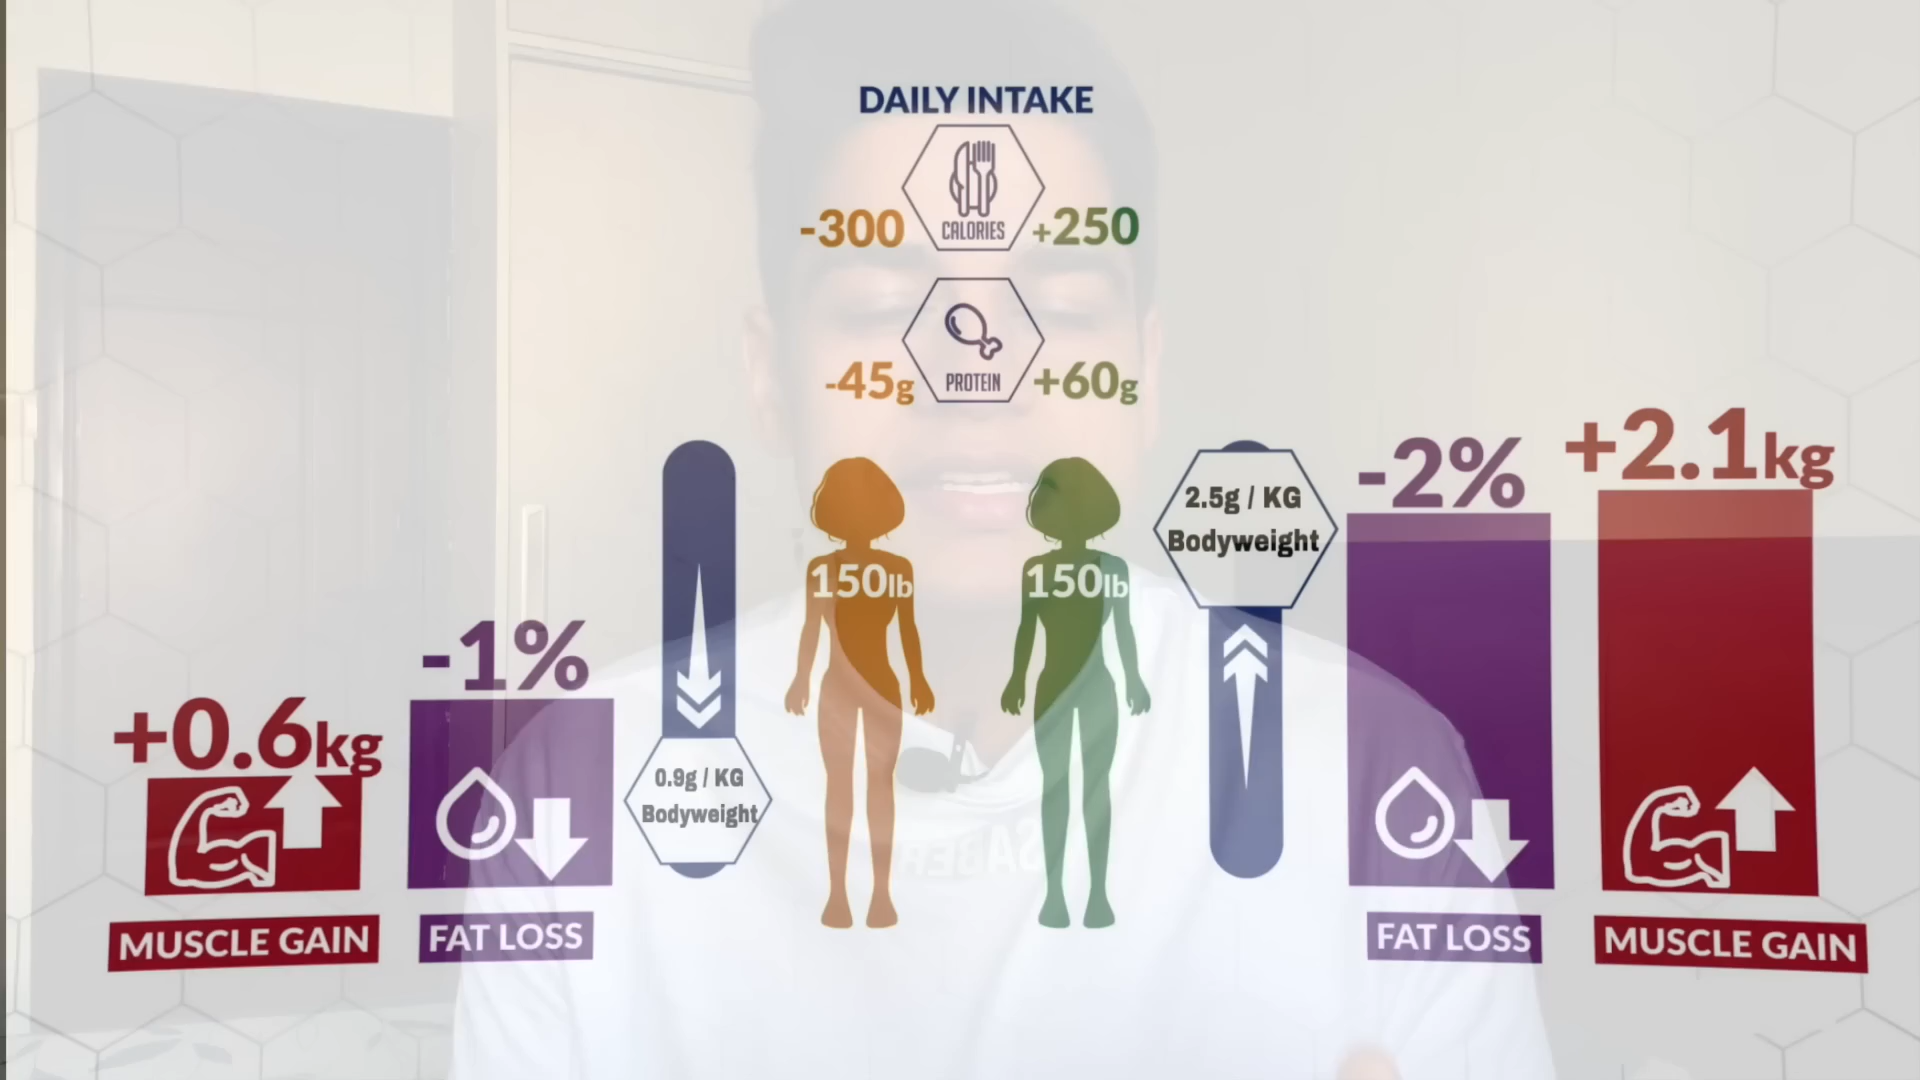 DAILY INTAKE
-300
CALORIES
+250
-45g
PROTEIN
+60g
+0.6kg
MUSCLE GAIN
-1%
FAT LOSS
0.9g / KG
Bodyweight
150lb
150lb
2.5g / KG
Bodyweight
-2%
FAT LOSS
+2.1kg
MUSCLE GAIN